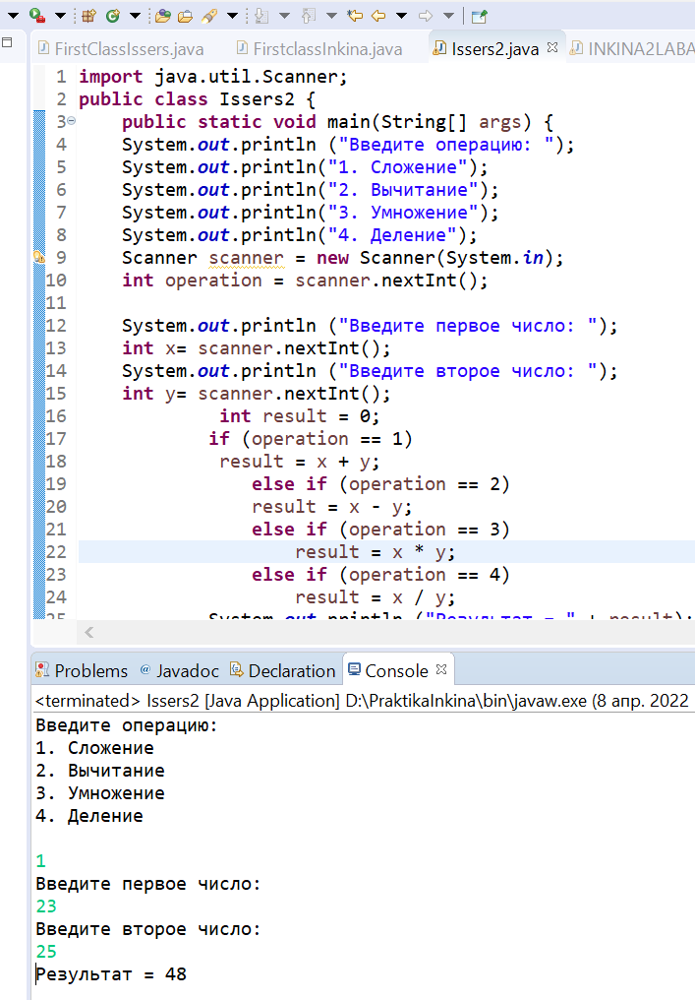 FirstClassIssers.java FirstclassInkina.java Issers2.java INKINA2LABA
1 import java.util.Scanner;
2 public class Issers2 {
3 public static void main(String[] args) {
4 System.out.println ("Введите операцию: ");
5 System.out.println("1. Сложение");
6 System.out.println("2. Вычитание");
7 System.out.println("3. Умножение");
8 System.out.println("4. Деление");
9 Scanner scanner = new Scanner(System.in);
10 int operation = scanner.nextInt();
11
12 System.out.println ("Введите первое число: ");
13 int x= scanner.nextInt();
14 System.out.println ("Введите второе число: ");
15 int y= scanner.nextInt();
16 int result = 0;
17 if (operation == 1)
18 result = x + y;
19 else if (operation == 2)
20 result = x - y;
21 else if (operation == 3)
22 result = x * y;
23 else if (operation == 4)
24 result = x / y;
25 System.out.println ("Результат = " + result);
Problems @ Javadoc Declaration Console
<terminated> Issers2 [Java Application] D:\PraktikaInkina\bin\javaw.exe (8 апр. 2022
Введите операцию:
1. Сложение
2. Вычитание
3. Умножение
4. Деление
1
Введите первое число:
23
Введите второе число:
25
Результат = 48